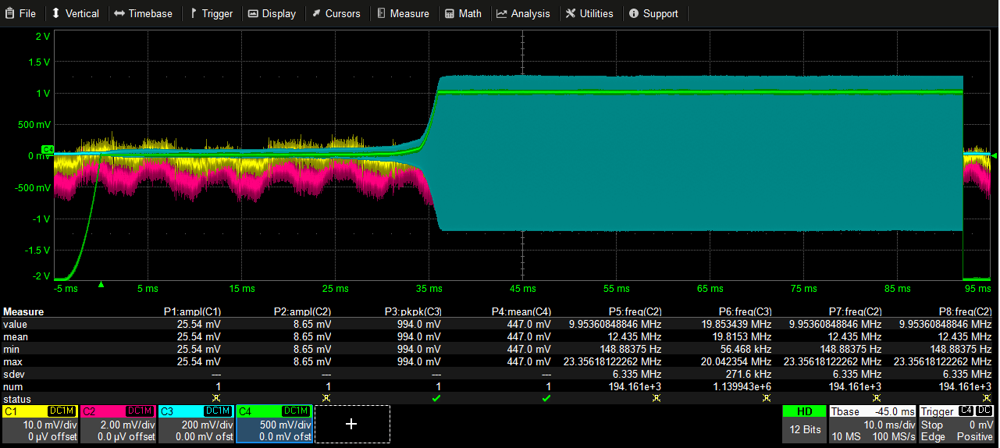 File Vertical Timebase Trigger Display Cursors Measure Math Analysis Utilities Support
2 V
1.5 V
1 V
500 mV
C4
0 mV
-500 mV
-1 V
-1.5 V
-2 V
-5 ms 5 ms 15 ms 25 ms 35 ms 45 ms 55 ms 65 ms 75 ms 85 ms 95 ms
Measure P1:ampl(C1) P2:ampl(C2) P3:pkpk(C3) P4:mean(C4) P5:freq(C2) P6:freq(C3) P7:freq(C2) P8:freq(C2)
value 25.54 mV 8.65 mV 994.0 mV 447.0 mV 9.95360848846 MHz 19.853439 MHz 9.95360848846 MHz 9.95360848846 MHz
mean 25.54 mV 8.65 mV 994.0 mV 447.0 mV 12.435 MHz 19.8153 MHz 12.435 MHz 12.435 MHz
min 25.54 mV 8.65 mV 994.0 mV 447.0 mV 148.88375 Hz 56.468 kHz 148.88375 Hz 148.88375 Hz
max 25.54 mV 8.65 mV 994.0 mV 447.0 mV 23.35618122262 MHz 20.042354 MHz 23.35618122262 MHz 23.35618122262 MHz
sdev --- --- --- --- 6.335 MHz 271.6 kHz 6.335 MHz 6.335 MHz
num 1 1 1 1 194.161e+3 1.139943e+6 194.161e+3 194.161e+3
status
C1 DC1M C2 DC1M C3 DC1M C4 DC1M HD Tbase -45.0 ms Trigger C4 DC
10.0 mV/div 2.00 mV/div 200 mV/div 500 mV/div + 12 Bits 10.0 ms/div Stop 0 mV
0 µV offset 0.0 µV offset 0.00 mV ofst 0.0 mV ofst 10 MS 100 MS/s Edge Positive